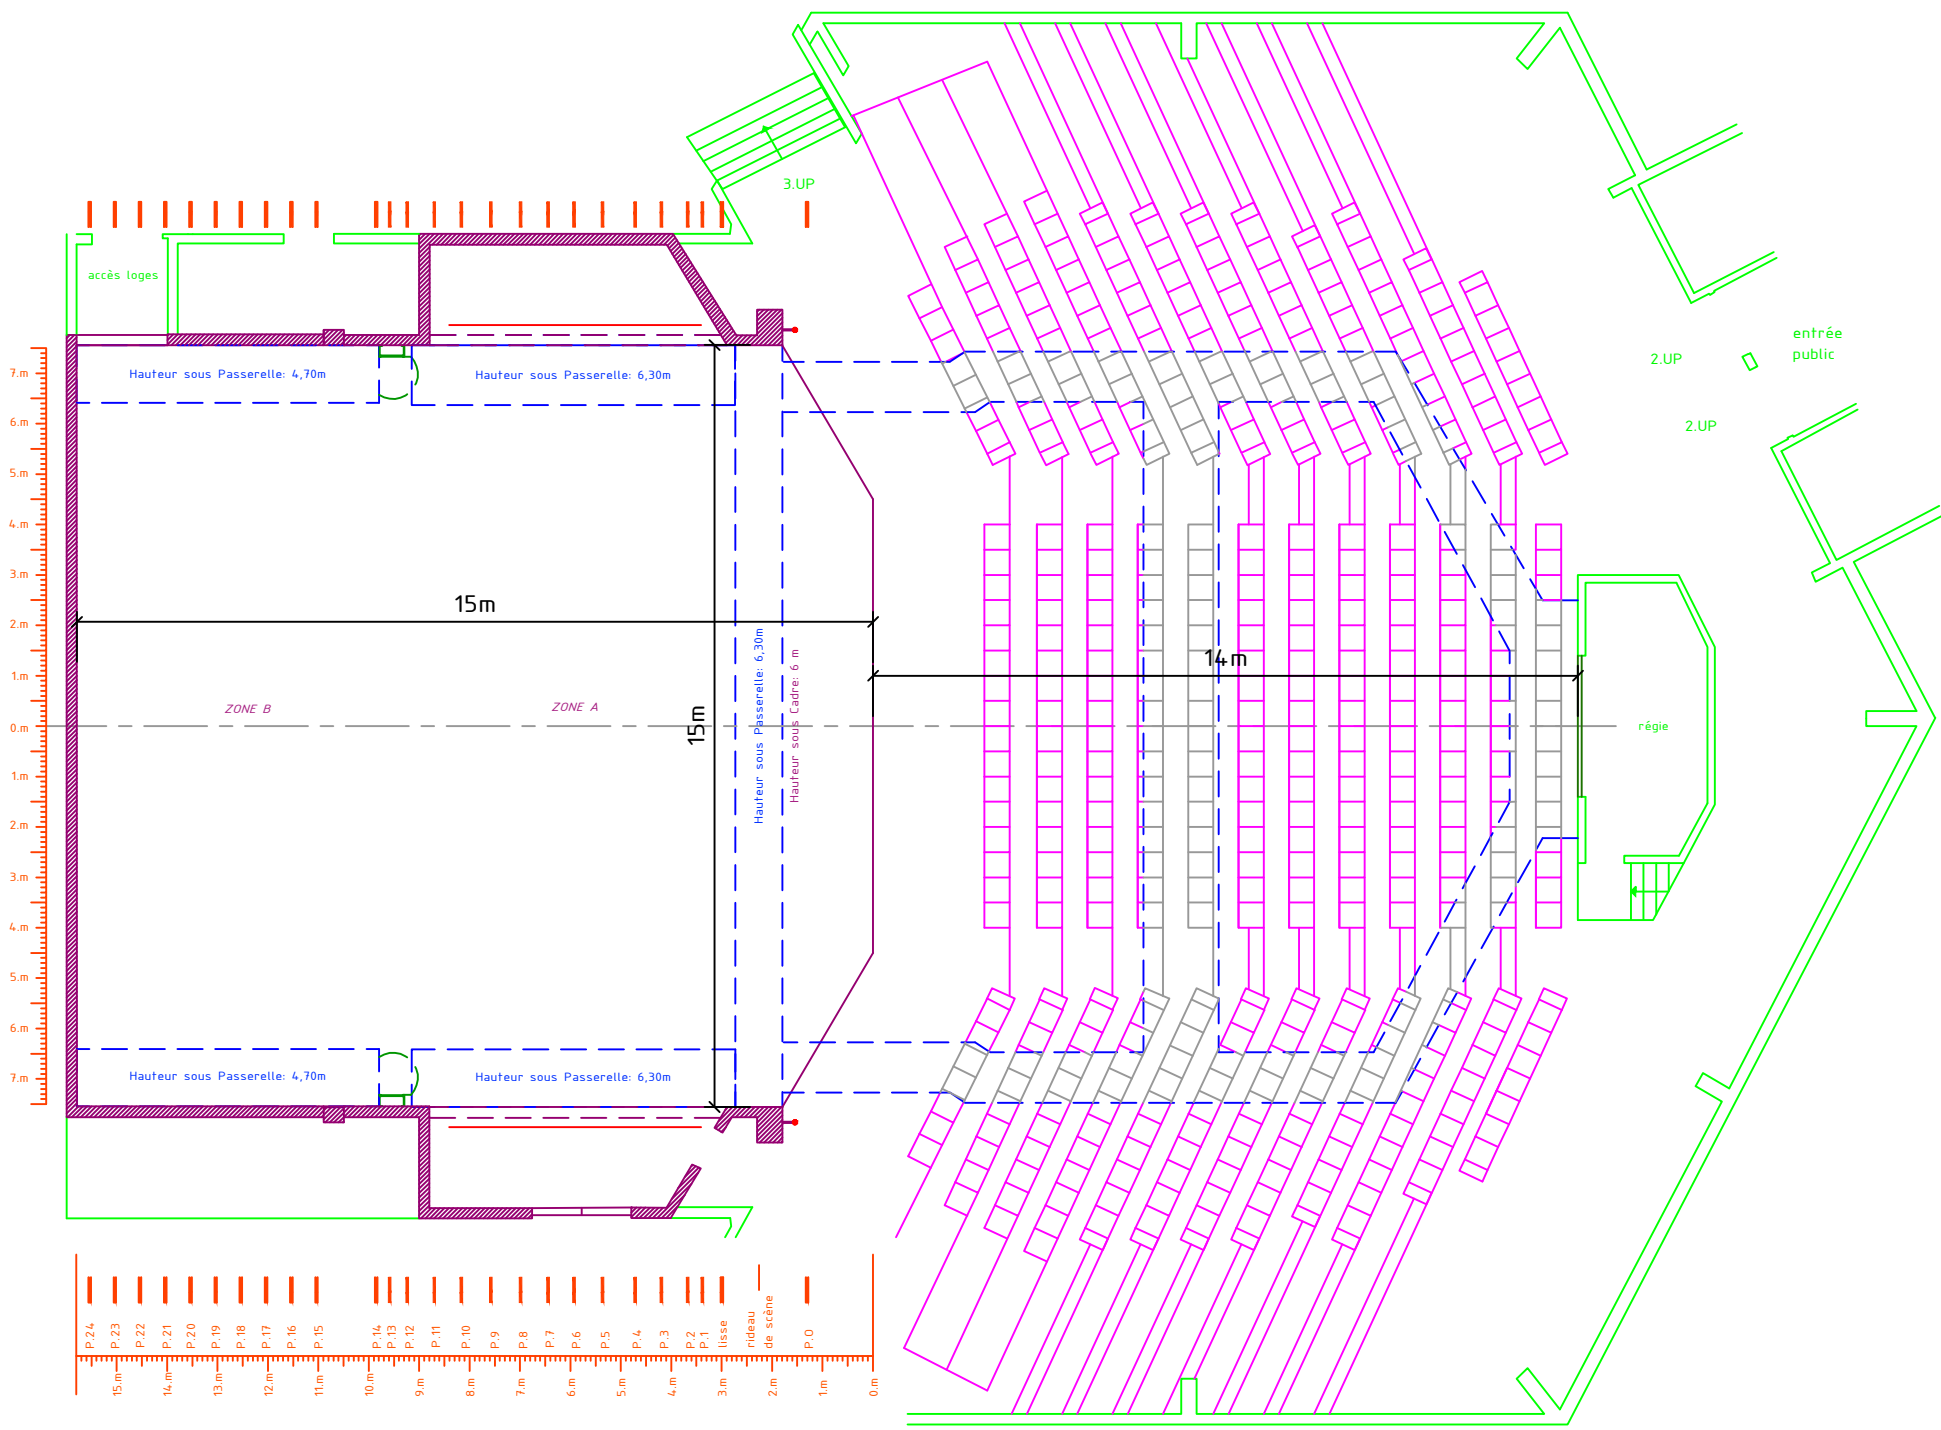 3.UP
accès loges
entrée
public
2.UP
2.UP
Hauteur sous Passerelle: 4,70m
Hauteur sous Passerelle: 6,30m
7.m
6.m
5.m
4.m
3.m
2.m
1.m
0.m
1.m
2.m
3.m
4.m
5.m
6.m
7.m
15m
15m
14m
Hauteur sous Passerelle: 6,30m
Hauteur sous Cadre: 6 m
ZONE B
ZONE A
régie
Hauteur sous Passerelle: 4,70m
Hauteur sous Passerelle: 6,30m
P.24
P.23
P.22
P.21
P.20
P.19
P.18
P.17
P.16
P.15
P.14
P.13
P.12
P.11
P.10
P.9
P.8
P.7
P.6
P.5
P.4
P.3
P.2
P.1
lisse
rideau
de scène
P.0
15.m
14.m
13.m
12.m
11.m
10.m
9.m
8.m
7.m
6.m
5.m
4.m
3.m
2.m
1.m
0.m